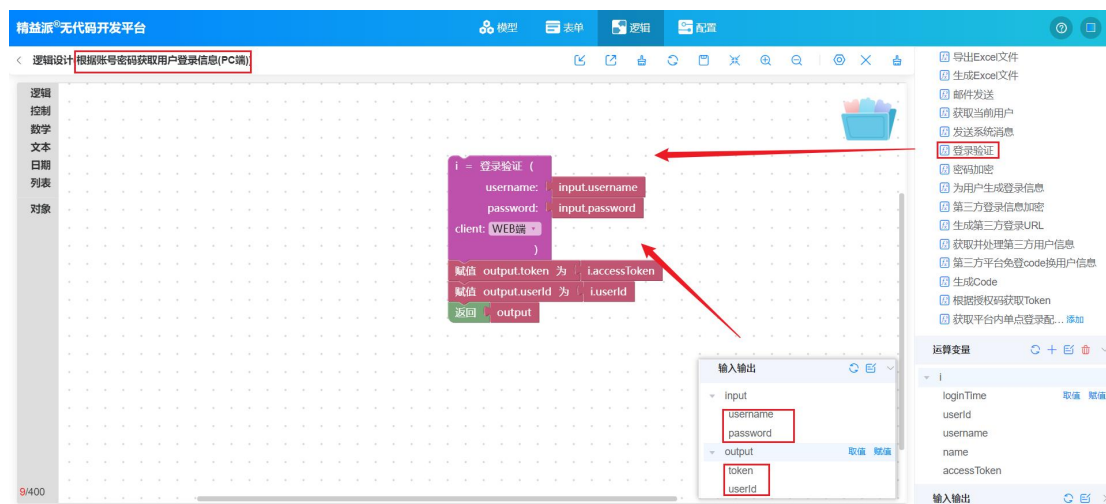 精益派®无代码开发平台
模型
表单
逻辑
配置
< 逻辑设计 根据账号密码获取用户登录信息(PC端)
逻辑
控制
数学
文本
日期
列表
对象
i = 登录验证 (
username: input.username
password: input.password
client: WEB端
)
赋值 output.token 为 i.accessToken
赋值 output.userId 为 i.userId
返回 output
9/400
输入输出
input
username
password
output 取值 赋值
token
userId
导出Excel文件
生成Excel文件
邮件发送
获取当前用户
发送系统消息
登录验证
密码加密
为用户生成登录信息
第三方登录信息加密
生成第三方登录URL
获取并处理第三方用户信息
第三方平台免登code换用户信息
生成Code
根据授权码获取Token
获取平台内单点登录配... 添加
运算变量
i
loginTime 取值 赋值
userId
username
name
accessToken
输入输出